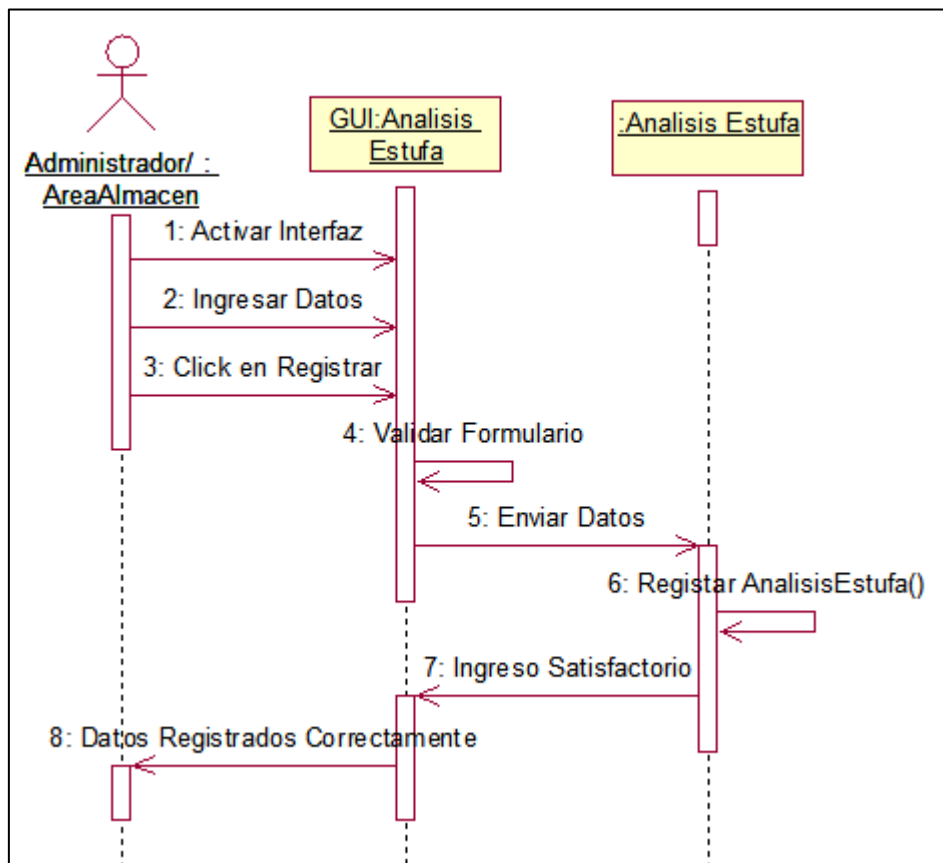 GUI:Analisis
Estufa
:Analisis Estufa
Administrador/ :
AreaAlmacen
1: Activar Interfaz
2: Ingresar Datos
3: Click en Registrar
4: Validar Formulario
5: Enviar Datos
6: Registar AnalisisEstufa()
7: Ingreso Satisfactorio
8: Datos Registrados Correctamente